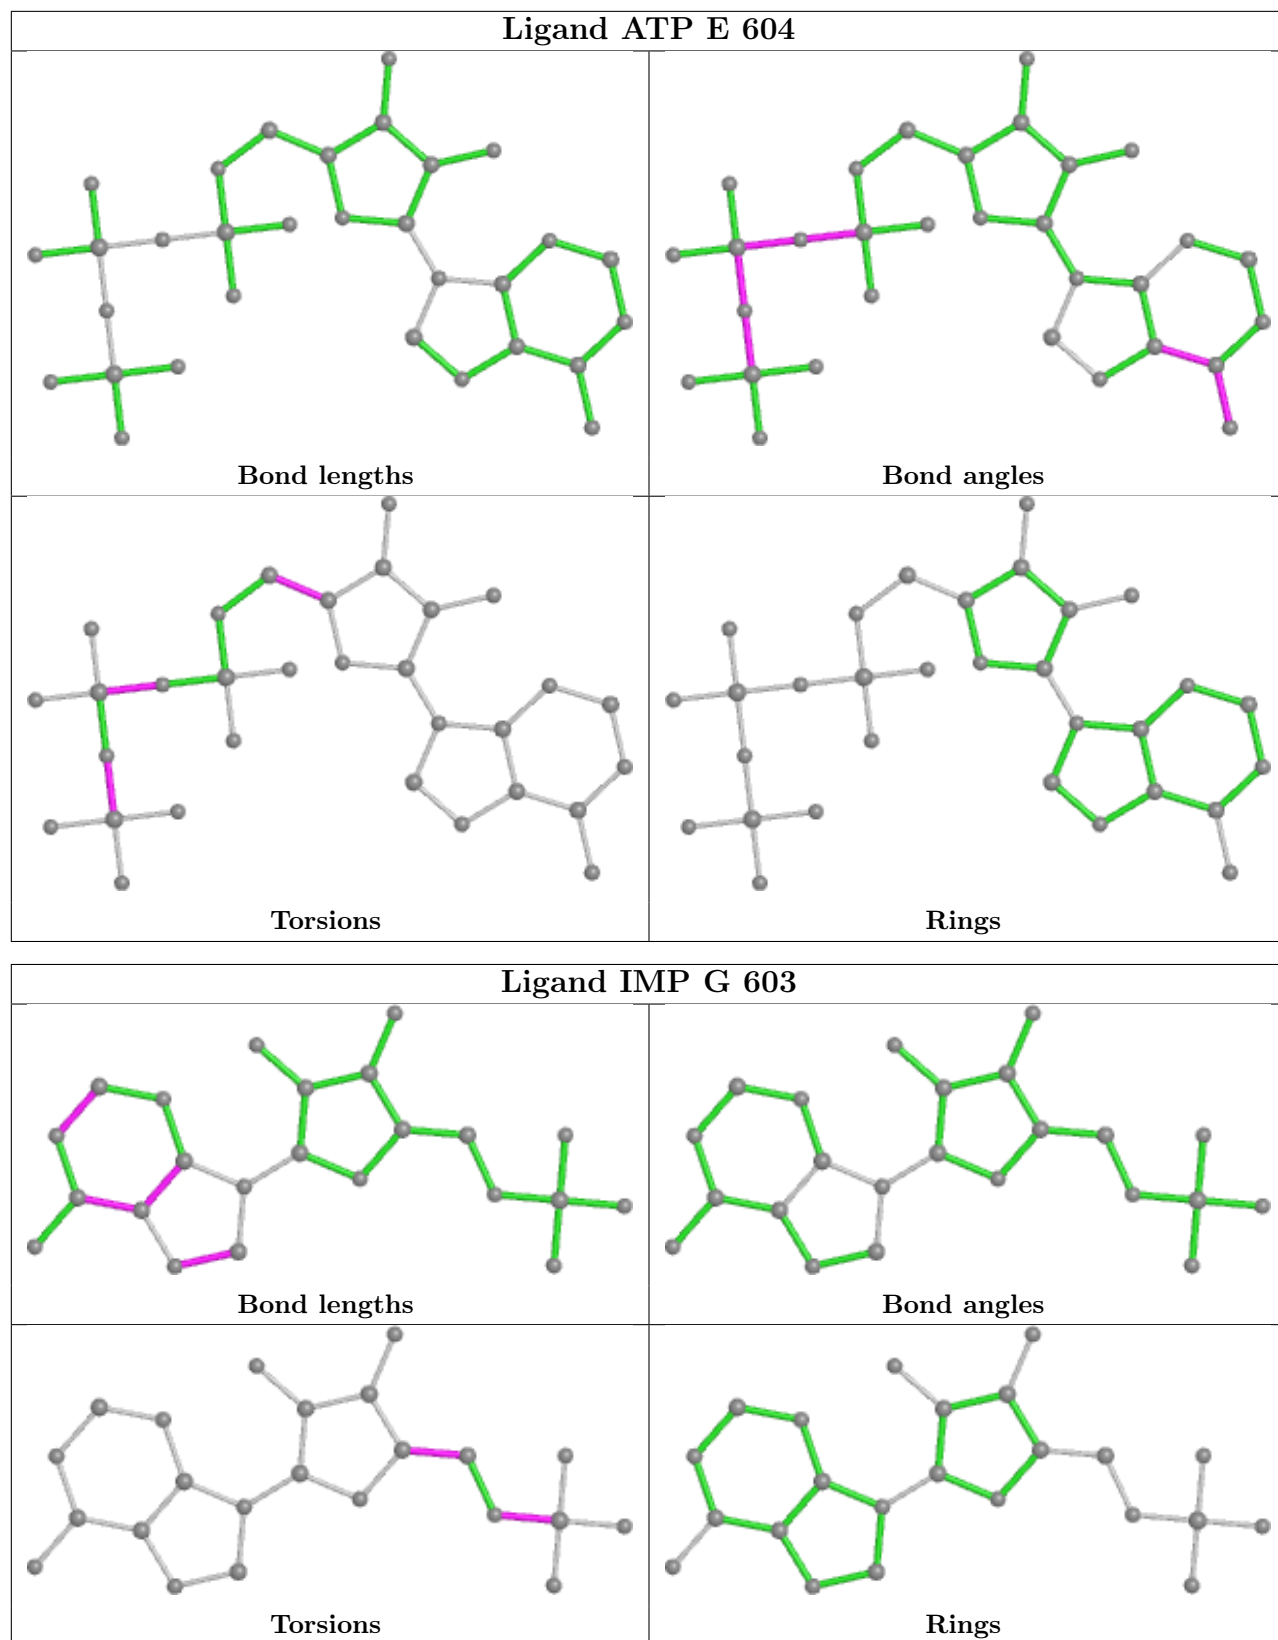 Ligand ATP E 604
Bond lengths
Bond angles
Torsions
Rings
Ligand IMP G 603
Bond lengths
Bond angles
Torsions
Rings